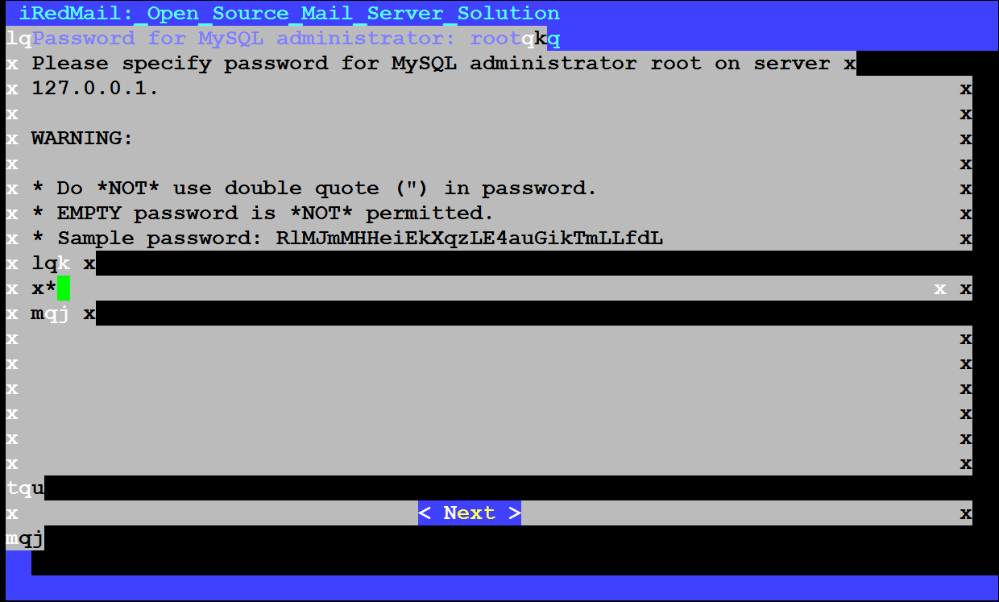 iRedMail:_Open_Source_Mail_Server_Solution
lqPassword for MySQL administrator: rootqkq
x Please specify password for MySQL administrator root on server x
x 127.0.0.1. x
x x
x WARNING: x
x x
x * Do *NOT* use double quote (") in password. x
x * EMPTY password is *NOT* permitted. x
x * Sample password: RlMJmMHHeiEkXqzLE4auGikTmLLfdL x
x lqk x
x x* x x
x mqj x
x x
x x
x x
x x
x x
x x
tqu
x < Next > x
mqj